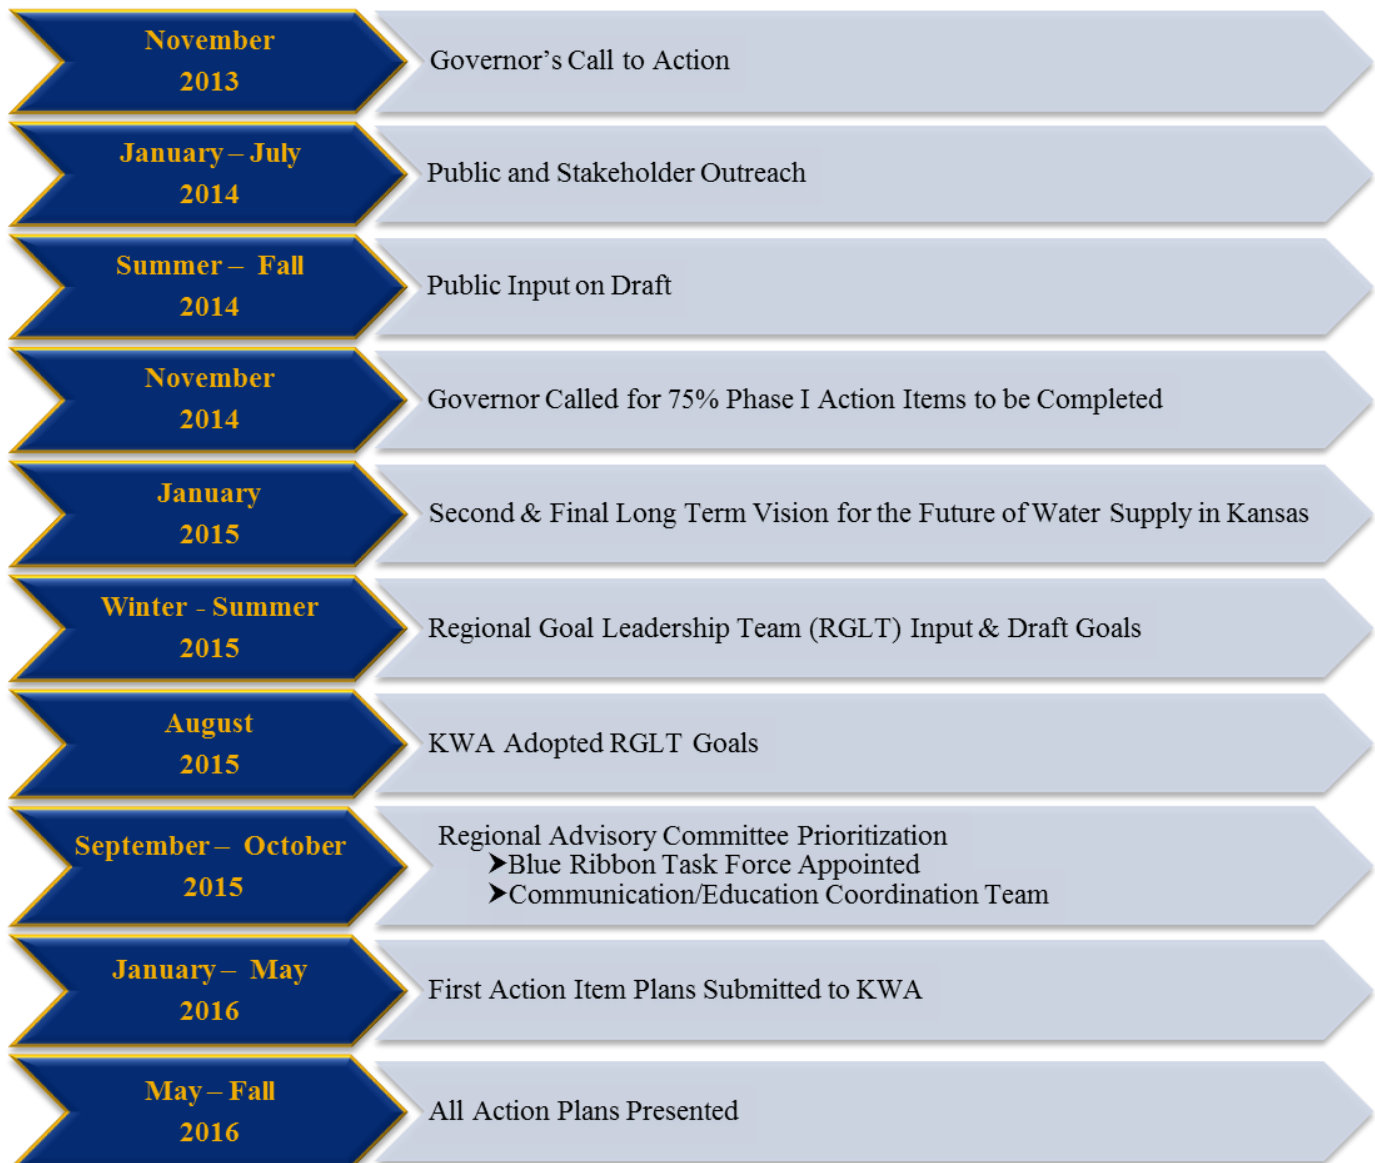 November
2013
Governor’s Call to Action
January – July
2014
Public and Stakeholder Outreach
Summer – Fall
2014
Public Input on Draft
November
2014
Governor Called for 75% Phase I Action Items to be Completed
January
2015
Second & Final Long Term Vision for the Future of Water Supply in Kansas
Winter - Summer
2015
Regional Goal Leadership Team (RGLT) Input & Draft Goals
August
2015
KWA Adopted RGLT Goals
September – October
2015
Regional Advisory Committee Prioritization
➤Blue Ribbon Task Force Appointed
➤Communication/Education Coordination Team
January – May
2016
First Action Item Plans Submitted to KWA
May – Fall
2016
All Action Plans Presented